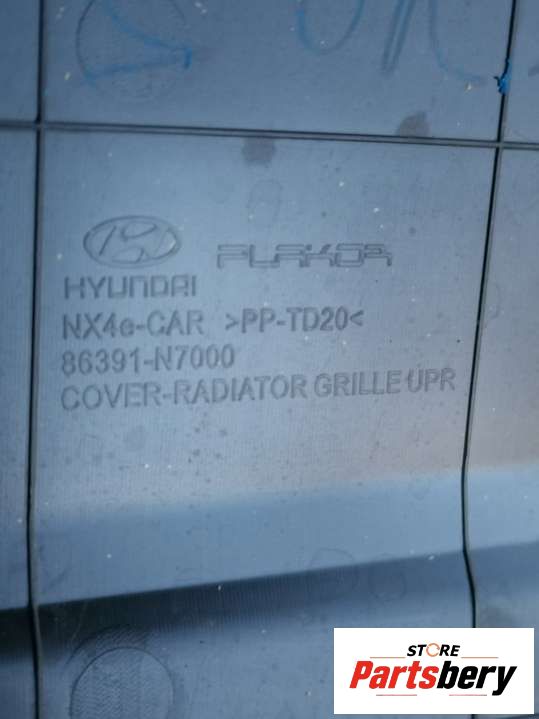 HYUNDAI PLAKOR
NX4e-CAR >PP-TD20<
86391-N7000
COVER-RADIATOR GRILLE UPR
STORE
Partsbery